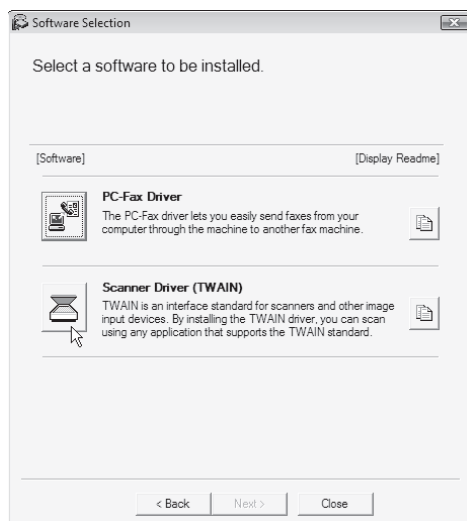 Software Selection
Select a software to be installed.
[Software] [Display Readme]
PC-Fax Driver
The PC-Fax driver lets you easily send faxes from your
computer through the machine to another fax machine.
Scanner Driver (TWAIN)
TWAIN is an interface standard for scanners and other image
input devices. By installing the TWAIN driver, you can scan
using any application that supports the TWAIN standard.
< Back Next > Close